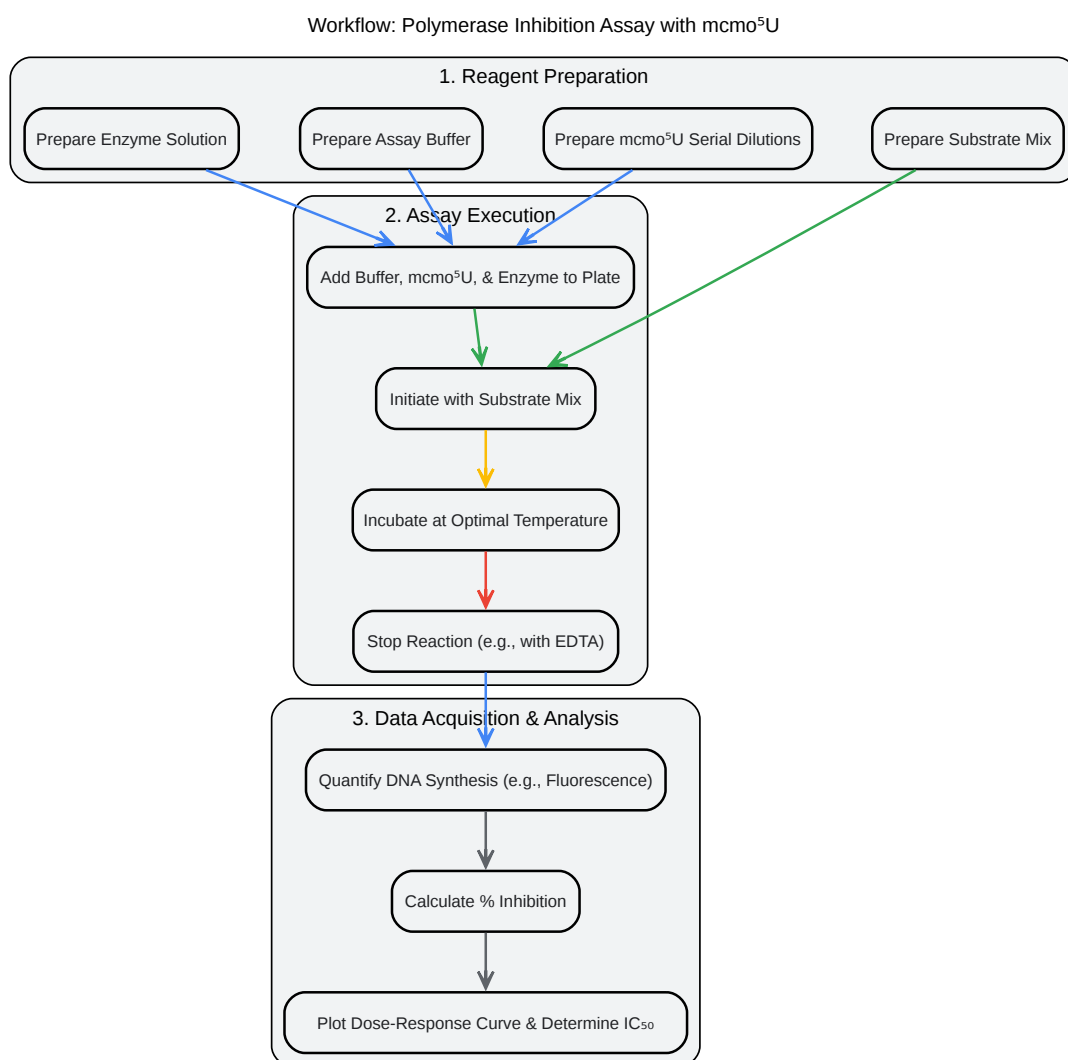 Workflow: Polymerase Inhibition Assay with mcmo⁵U
1. Reagent Preparation
Prepare Enzyme Solution
Prepare Assay Buffer
Prepare mcmo⁵U Serial Dilutions
Prepare Substrate Mix
2. Assay Execution
Add Buffer, mcmo⁵U, & Enzyme to Plate
Initiate with Substrate Mix
Incubate at Optimal Temperature
Stop Reaction (e.g., with EDTA)
3. Data Acquisition & Analysis
Quantify DNA Synthesis (e.g., Fluorescence)
Calculate % Inhibition
Plot Dose-Response Curve & Determine IC₅₀